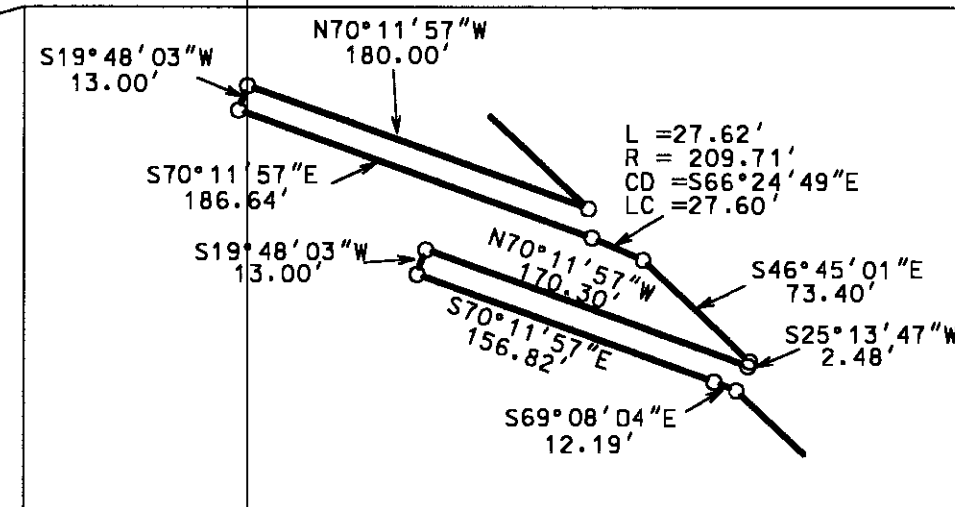 N70°11'57"W
180.00'
S19°48'03"W
13.00'
L =27.62'
R = 209.71'
CD =S66°24'49"E
LC =27.60'
S70°11'57"E
186.64'
S19°48'03"W
13.00'
N70°11'57"W
170.30'
S46°45'01"E
73.40'
S70°11'57"E
156.82'
S25°13'47"W
2.48'
S69°08'04"E
12.19'